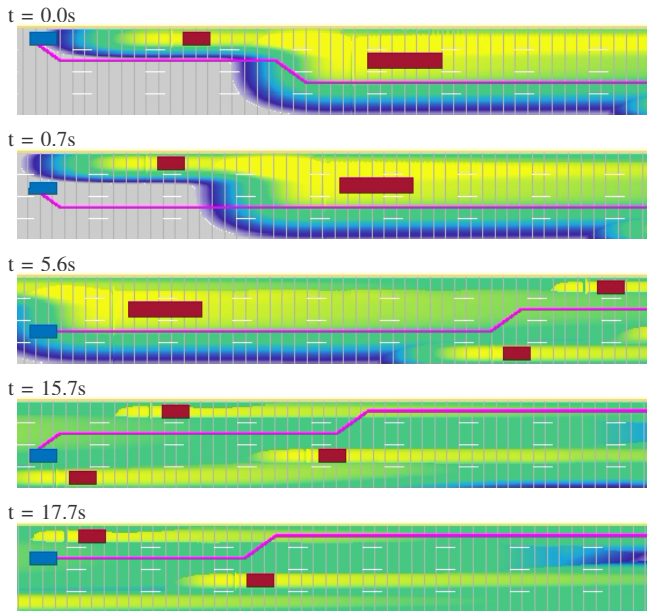 t = 0.0s
t = 0.7s
t = 5.6s
t = 15.7s
t = 17.7s